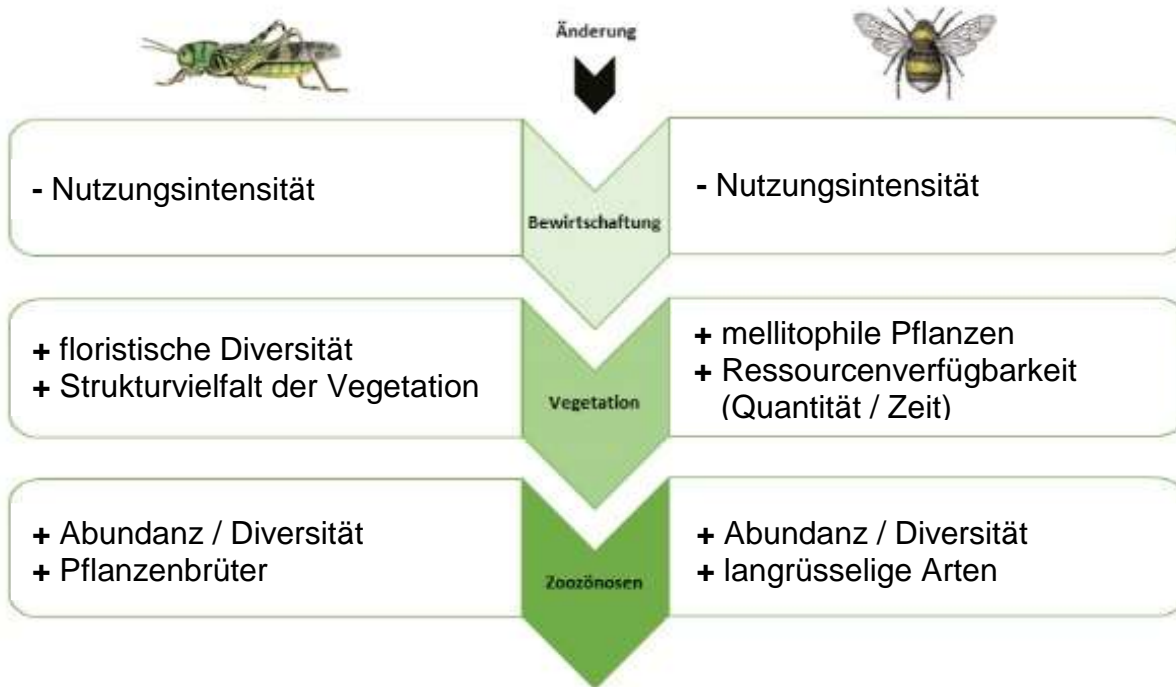 Änderung
- Nutzungsintensität
Bewirtschaftung
- Nutzungsintensität
+ floristische Diversität
+ Strukturvielfalt der Vegetation
Vegetation
+ mellitophile Pflanzen
+ Ressourcenverfügbarkeit
(Quantität / Zeit)
+ Abundanz / Diversität
+ Pflanzenbrüter
Zoozönosen
+ Abundanz / Diversität
+ langrüsselige Arten